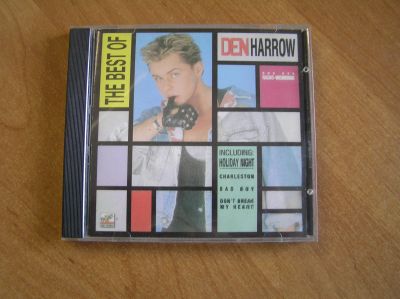 THE BEST OF
DEN HARROW
INCLUDING:
HOLIDAY NIGHT
CHARLESTON
BAD BOY
DON'T BREAK
MY HEART